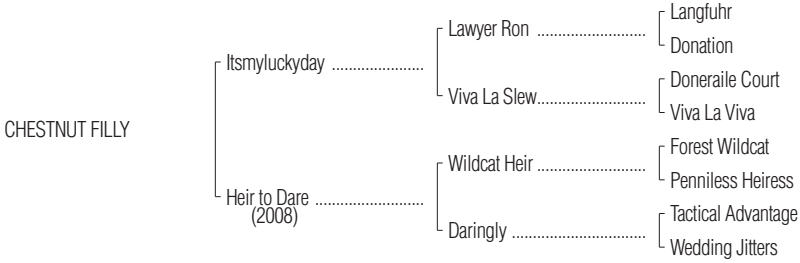 Langfuhr
Lawyer Ron ..........................
Donation
Itsmyluckyday ......................
Doneraile Court
Viva La Slew..........................
Viva La Viva
CHESTNUT FILLY
Forest Wildcat
Wildcat Heir ..........................
Penniless Heiress
Heir to Dare ..........................
(2008)
Tactical Advantage
Daringly ................................
Wedding Jitters